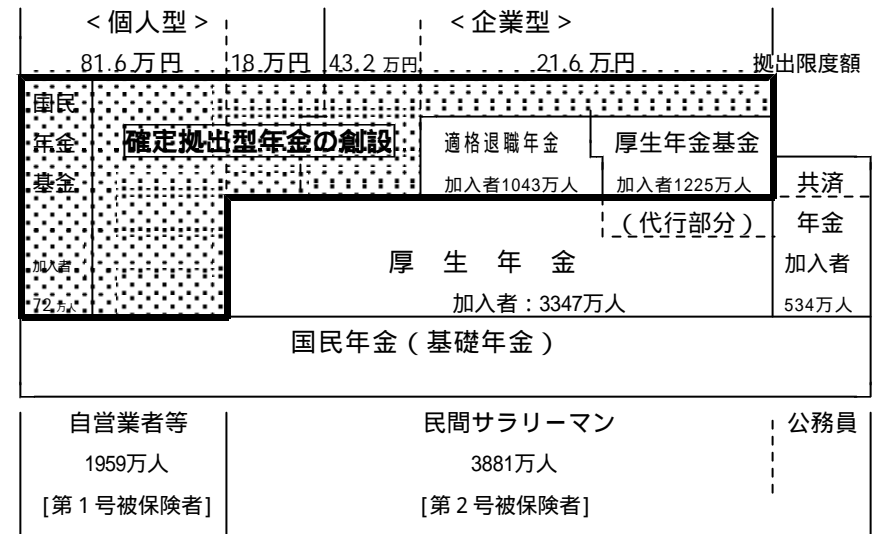 ＜個人型＞ ＜企業型＞
81.6万円 18万円 43.2万円 21.6万円 拠出限度額
国民
年金 確定拠出型年金の創設 適格退職年金 厚生年金基金
基金 加入者1043万人 加入者1225万人 共済
（代行部分） 年金
加入者 厚生年金 加入者
72万人 加入者：3347万人 534万人
国民年金（基礎年金）
自営業者等 民間サラリーマン 公務員
1959万人 3881万人
[第１号被保険者] [第２号被保険者]